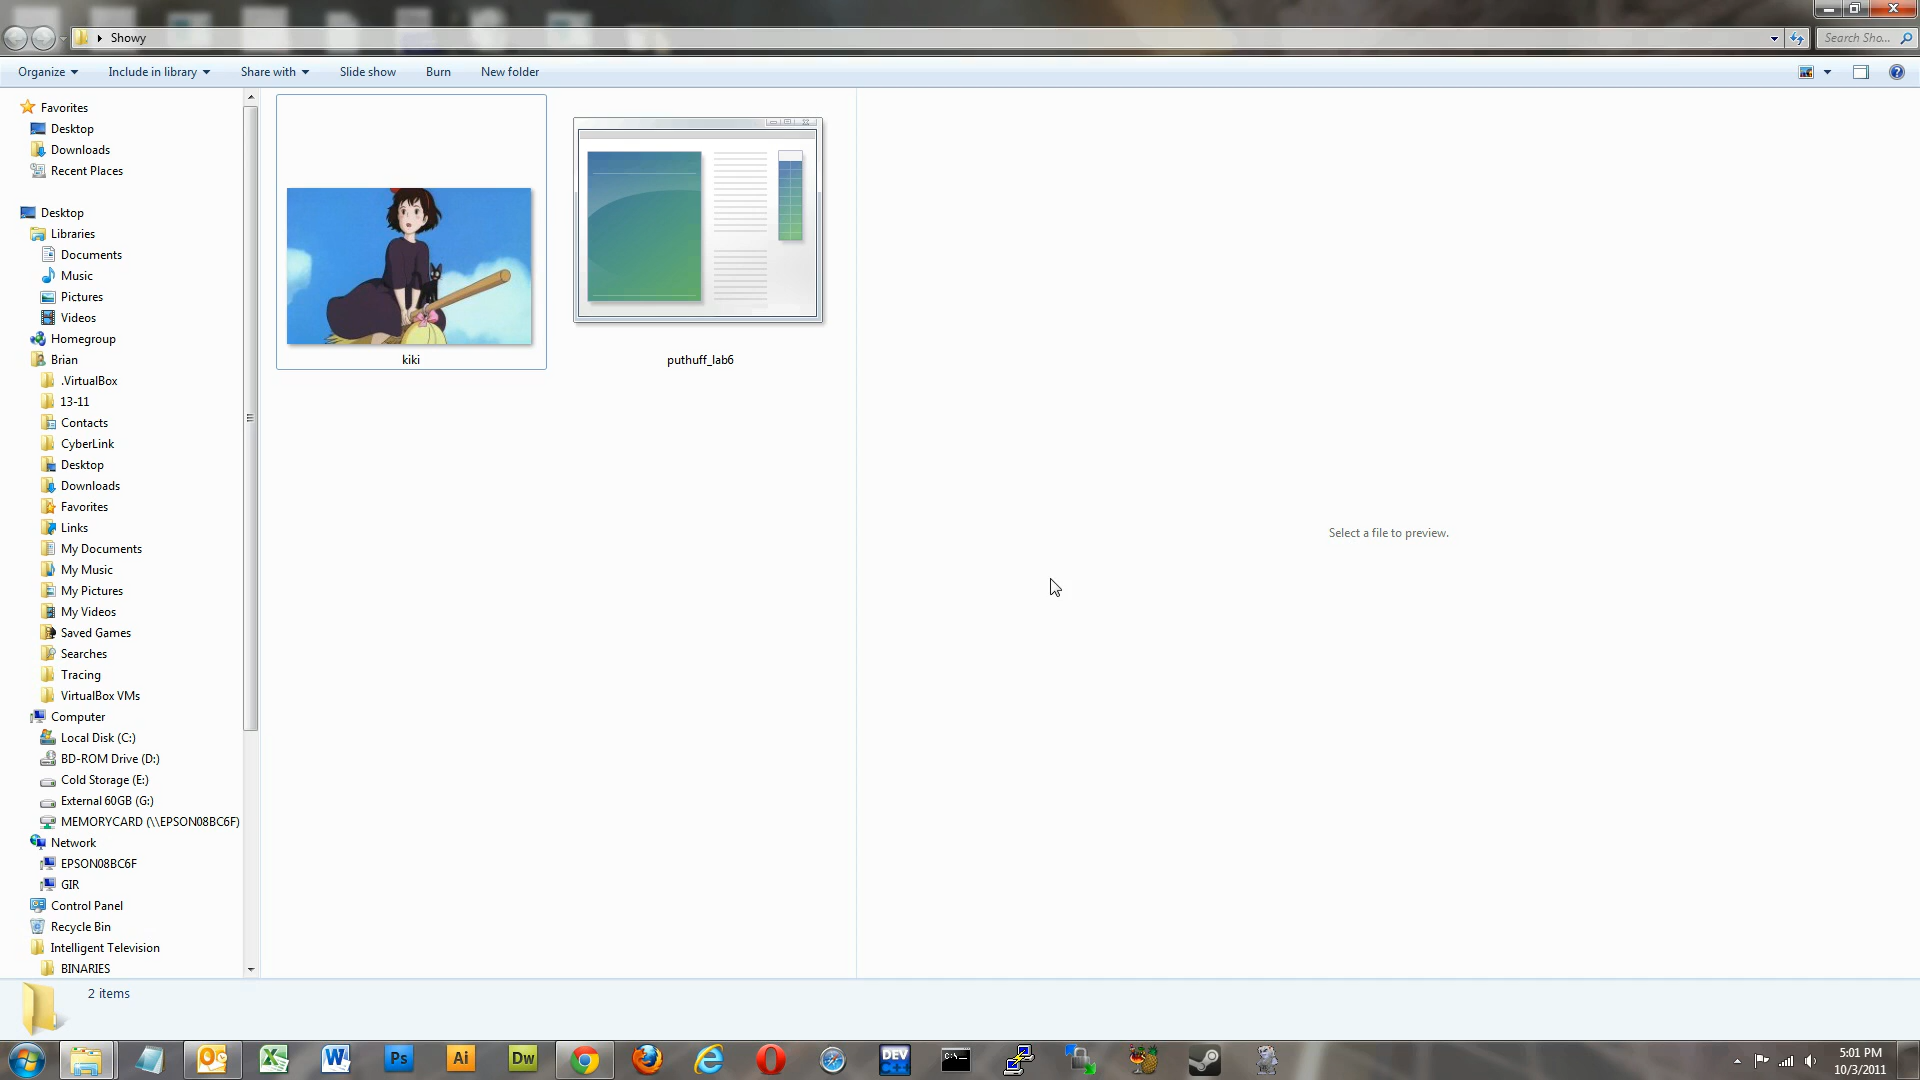 Showy
Search Sho...
Organize
Include in library
Share with
Slide show
Burn
New folder
Favorites
Desktop
Downloads
Recent Places
Desktop
Libraries
Documents
Music
Pictures
Videos
Homegroup
Brian
.VirtualBox
13-11
Contacts
CyberLink
Desktop
Downloads
Favorites
Links
My Documents
My Music
My Pictures
My Videos
Saved Games
Searches
Tracing
VirtualBox VMs
Computer
Local Disk (C:)
BD-ROM Drive (D:)
Cold Storage (E:)
External 60GB (G:)
MEMORYCARD (\\EPSON08BC6F)
Network
EPSON08BC6F
GIR
Control Panel
Recycle Bin
Intelligent Television
BINARIES
kiki
puthuff_lab6
Select a file to preview.
2 items
Ps
Ai
Dw
DEV
C:\
5:01 PM
10/3/2011